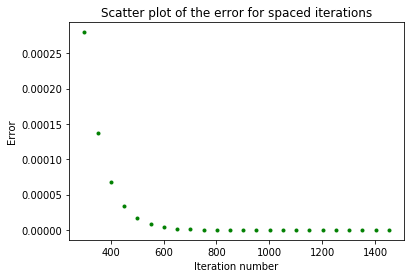 Scatter plot of the error for spaced iterations
0.00025
0.00020
0.00015
0.00010
0.00005
0.00000
Error
400 600 800 1000 1200 1400
Iteration number